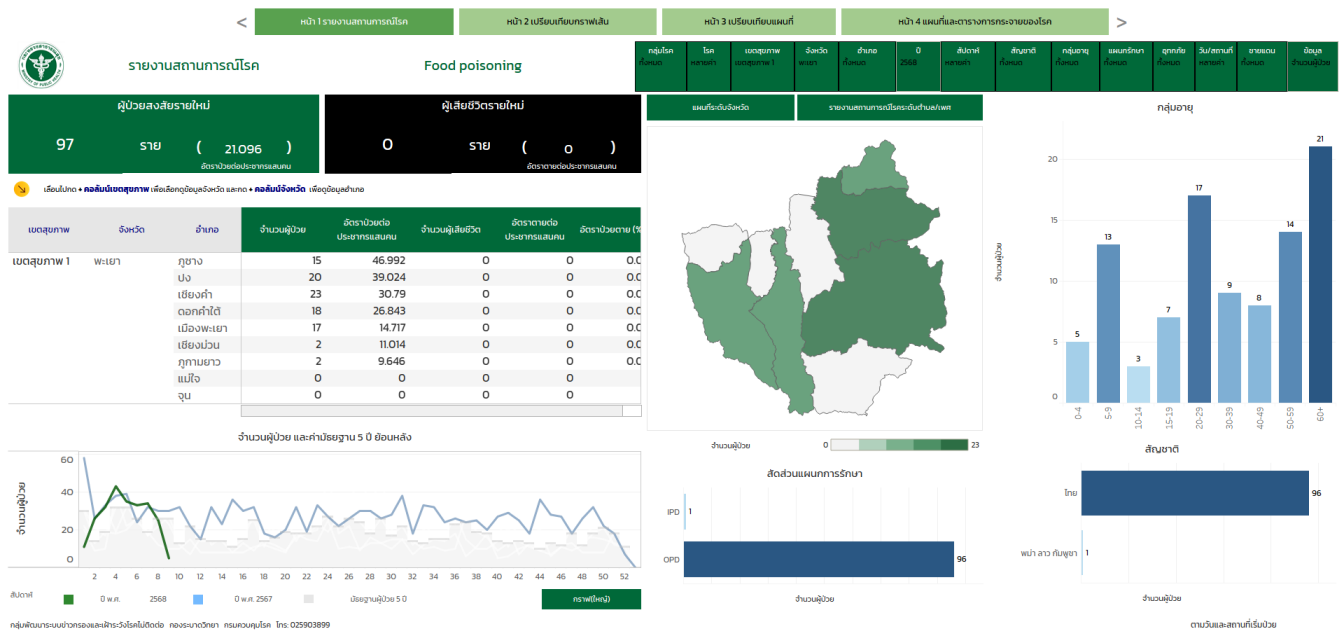 <
หน้า 1 รายงานสถานการณ์โรค
หน้า 2 เปรียบเทียบกราฟเส้น
หน้า 3 เปรียบเทียบแผนที่
หน้า 4 แผนที่และตารางการกระจายของโรค
>
รายงานสถานการณ์โรค
Food poisoning
กลุ่มโรค
ทั้งหมด
โรค
หลายค่า
เขตสุขภาพ
เขตสุขภาพ 1
จังหวัด
พะเยา
อำเภอ
ทั้งหมด
ปี
2568
สัปดาห์
หลายค่า
สัญชาติ
ทั้งหมด
กลุ่มอายุ
ทั้งหมด
แผนกรักษา
ทั้งหมด
อุทกภัย
ทั้งหมด
วัน/สถานที่
หลายค่า
ชายแดน
ทั้งหมด
ข้อมูล
จำนวนผู้ป่วย
ผู้ป่วยสงสัยรายใหม่
97 ราย ( 21.096 )
อัตราป่วยต่อประชากรแสนคน
ผู้เสียชีวิตรายใหม่
0 ราย ( 0 )
อัตราตายต่อประชากรแสนคน
เลื่อนไปกด + คอลัมน์เขตสุขภาพ เพื่อเลือกดูข้อมูลจังหวัด และกด + คอลัมน์จังหวัด เพื่อดูข้อมูลอำเภอ
เขตสุขภาพ จังหวัด อำเภอ จำนวนผู้ป่วย อัตราป่วยต่อประชากรแสนคน จำนวนผู้เสียชีวิต อัตราตายต่อประชากรแสนคน อัตราป่วยตาย (%
เขตสุขภาพ 1 พะเยา ภูซาง 15 46.992 0 0 0.0
ปง 20 39.024 0 0 0.0
เชียงคำ 23 30.79 0 0 0.0
ดอกคำใต้ 18 26.843 0 0 0.0
เมืองพะเยา 17 14.717 0 0 0.0
เชียงม่วน 2 11.014 0 0 0.0
ภูกามยาว 2 9.646 0 0 0.0
แม่ใจ 0 0 0 0
จุน 0 0 0 0
จำนวนผู้ป่วย และค่ามัธยฐาน 5 ปี ย้อนหลัง
จำนวนผู้ป่วย
60
40
20
0
2 4 6 8 10 12 14 16 18 20 22 24 26 28 30 32 34 36 38 40 42 44 46 48 50 52
สัปดาห์
ปี พ.ศ. 2568
ปี พ.ศ. 2567
มัธยฐานผู้ป่วย 5 ปี
กราฟ(ใหญ่)
กลุ่มพัฒนาระบบข่าวกรองและเฝ้าระวังโรคไม่ติดต่อ กองระบาดวิทยา กรมควบคุมโรค โทร: 025903899
แผนที่ระดับจังหวัด
รายงานสถานการณ์โรคระดับตำบล/เพศ
จำนวนผู้ป่วย
0 23
สัดส่วนแผนกการรักษา
IPD 1
OPD 96
จำนวนผู้ป่วย
กลุ่มอายุ
จำนวนผู้ป่วย
20
15
10
5
0
5 13 3 7 17 9 8 14 21
0-4 5-9 10-14 15-19 20-29 30-39 40-49 50-59 60+
สัญชาติ
ไทย 96
พม่า ลาว กัมพูชา 1
จำนวนผู้ป่วย
ตามวันและสถานที่เริ่มป่วย